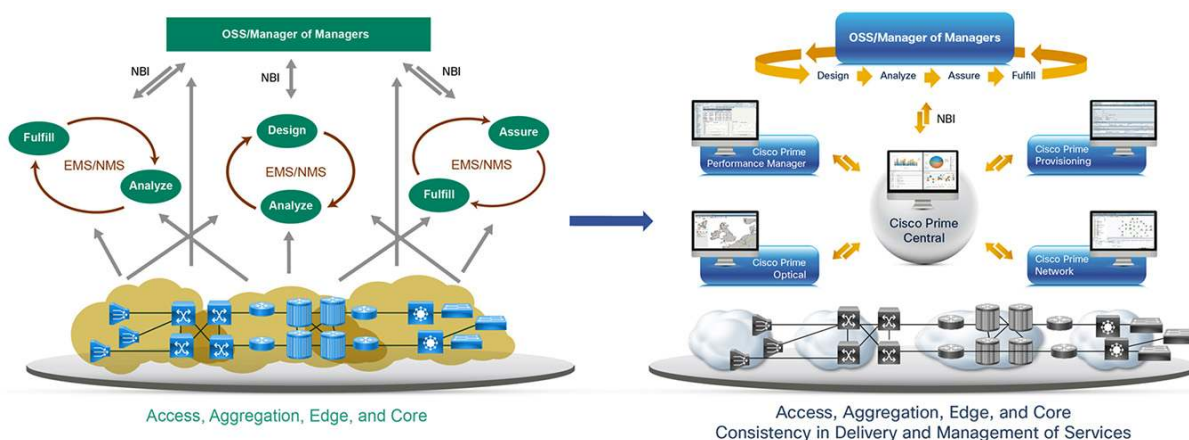 OSS/Manager of Managers
NBI
NBI
NBI
Fulfill
EMS/NMS
Analyze
Design
EMS/NMS
Analyze
Assure
EMS/NMS
Fulfill
Access, Aggregation, Edge, and Core
OSS/Manager of Managers
Design
Analyze
Assure
Fulfill
NBI
Cisco Prime
Performance Manager
Cisco Prime
Provisioning
Cisco Prime
Central
Cisco Prime
Optical
Cisco Prime
Network
Access, Aggregation, Edge, and Core
Consistency in Delivery and Management of Services